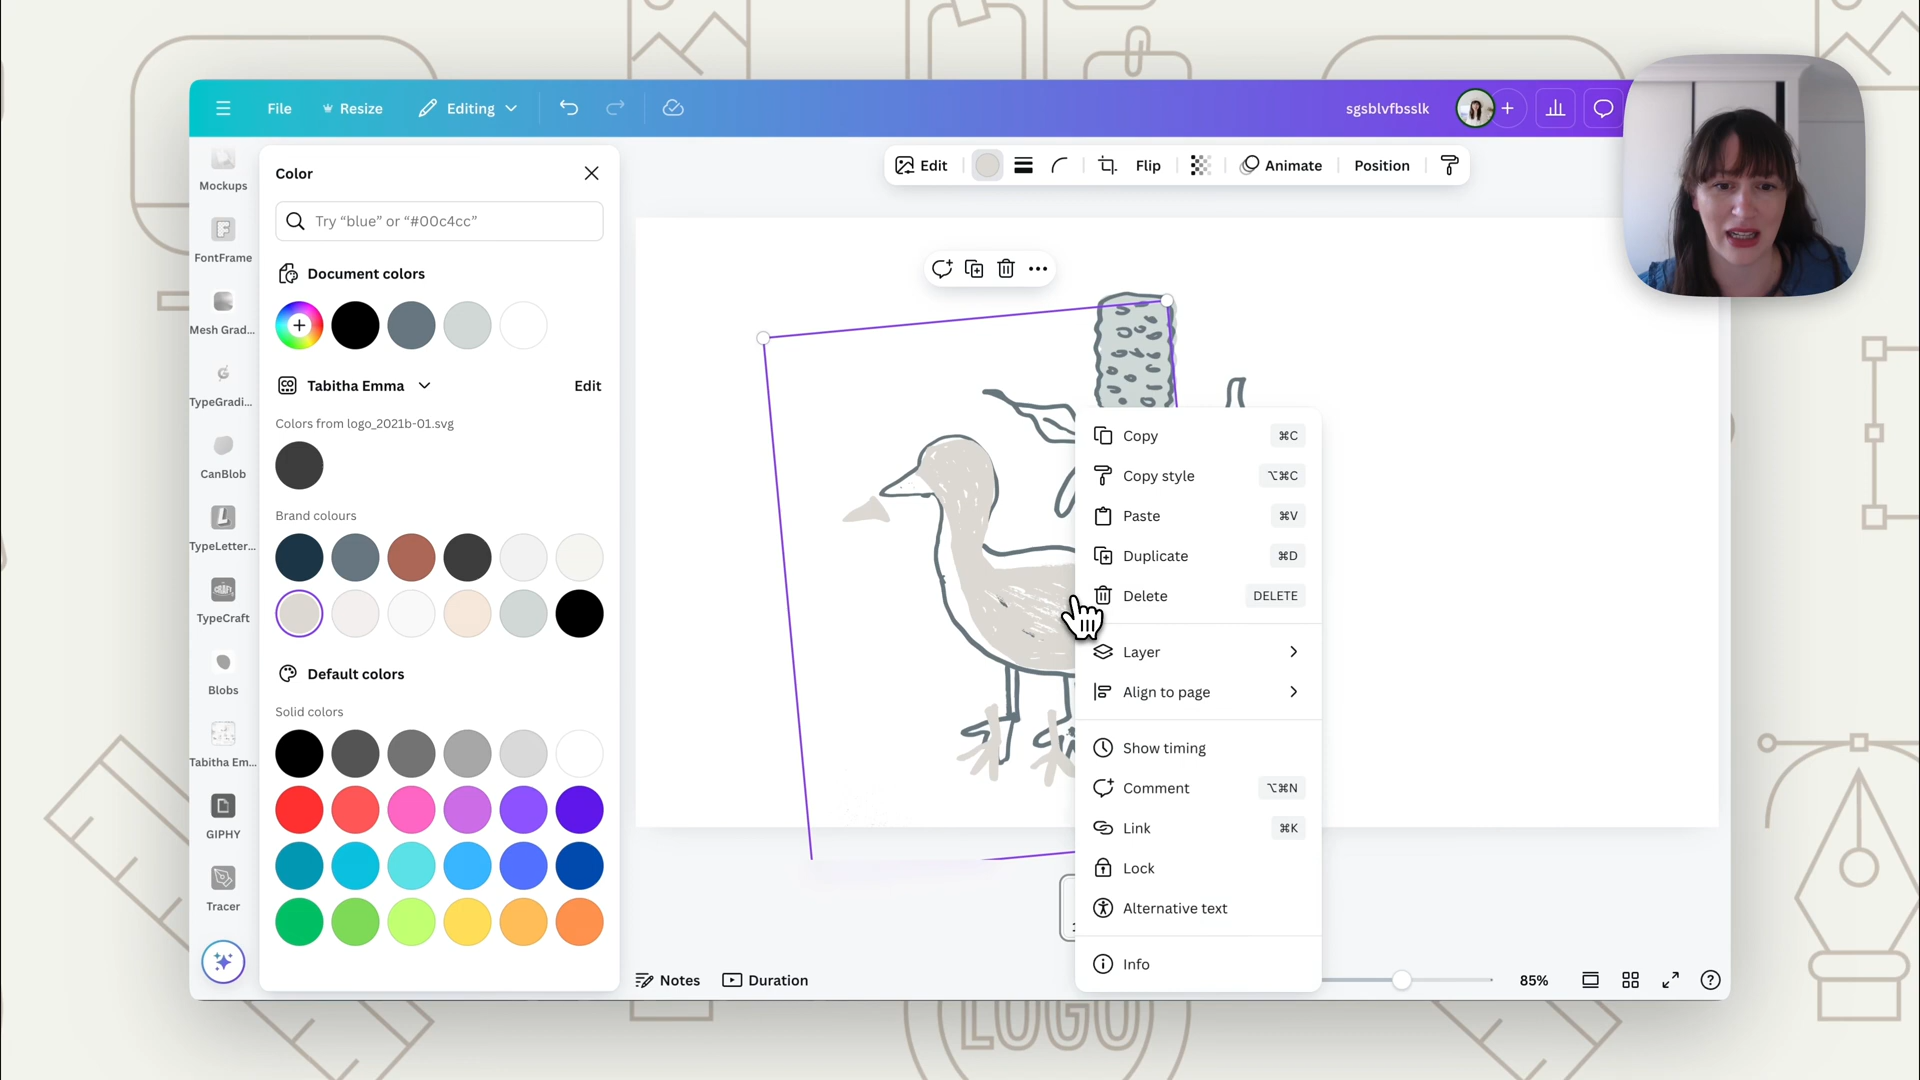 File
Resize
Editing
sgsblvfbsslk
Mockups
FontFrame
Mesh Grad...
TypeGradi...
CanBlob
TypeLetter...
TypeCraft
Blobs
Tabitha Em...
GIPHY
Tracer
Color
Try “blue” or “#00c4cc”
Document colors
Tabitha Emma
Edit
Colors from logo_2021b-01.svg
Brand colours
Default colors
Solid colors
Edit
Flip
Animate
Position
Copy ⌘C
Copy style ⌥⌘C
Paste ⌘V
Duplicate ⌘D
Delete DELETE
Layer
Align to page
Show timing
Comment ⌥⌘N
Link ⌘K
Lock
Alternative text
Info
Notes
Duration
85%
LOGO